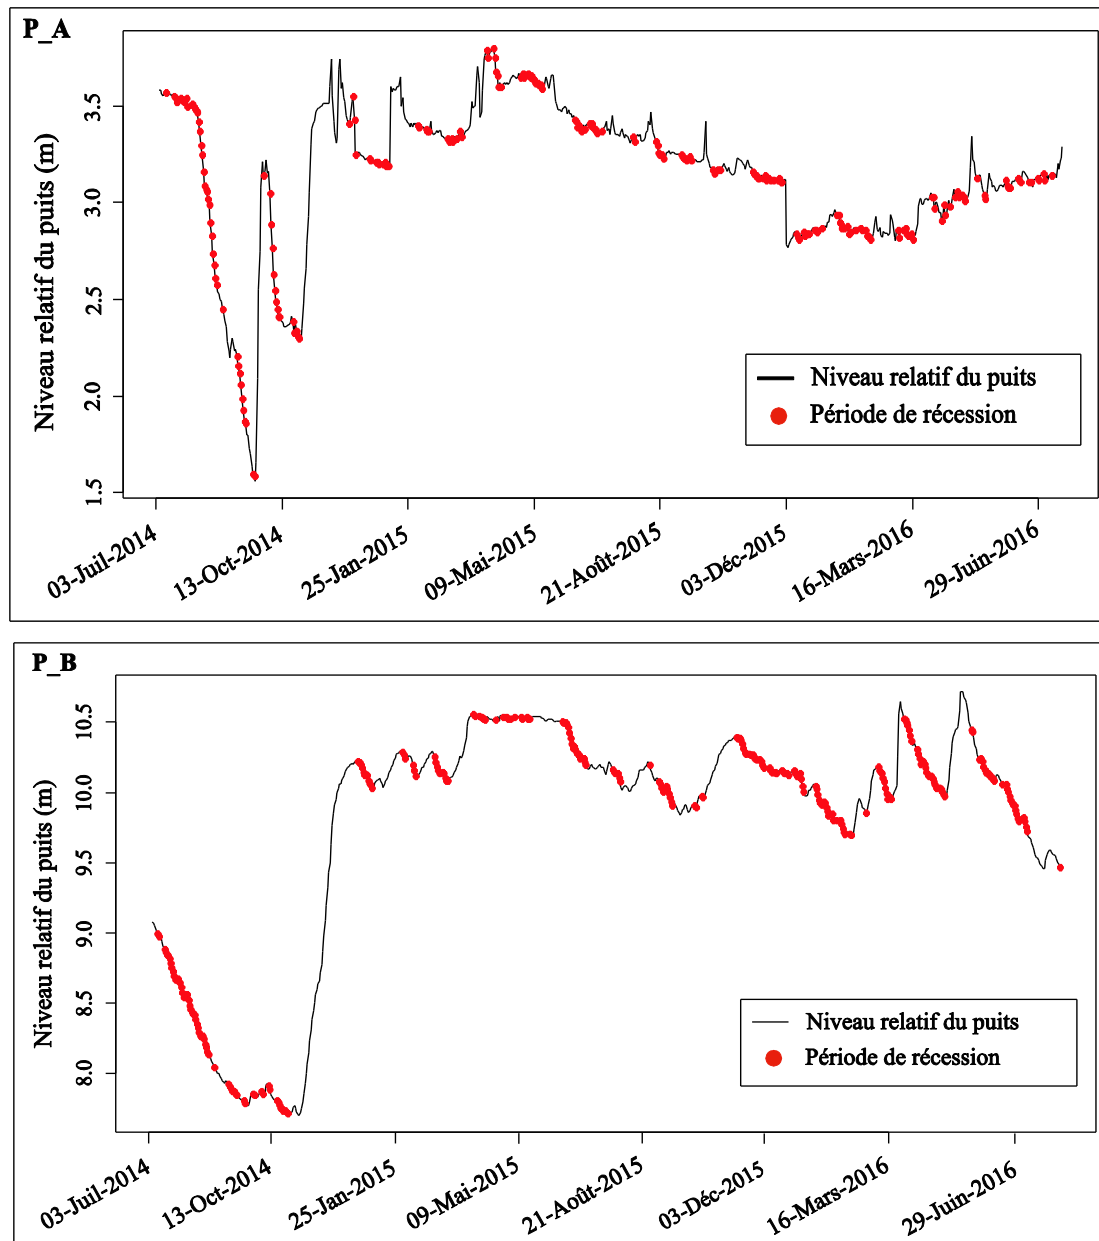 P_A
Niveau relatif du puits (m)
3.5
3.0
2.5
2.0
1.5
Niveau relatif du puits
Période de récession
03-Juil-2014
13-Oct-2014
25-Jan-2015
09-Mai-2015
21-Août-2015
03-Déc-2015
16-Mars-2016
29-Juin-2016
P_B
Niveau relatif du puits (m)
10.5
10.0
9.5
9.0
8.5
8.0
Niveau relatif du puits
Période de récession
03-Juil-2014
13-Oct-2014
25-Jan-2015
09-Mai-2015
21-Août-2015
03-Déc-2015
16-Mars-2016
29-Juin-2016